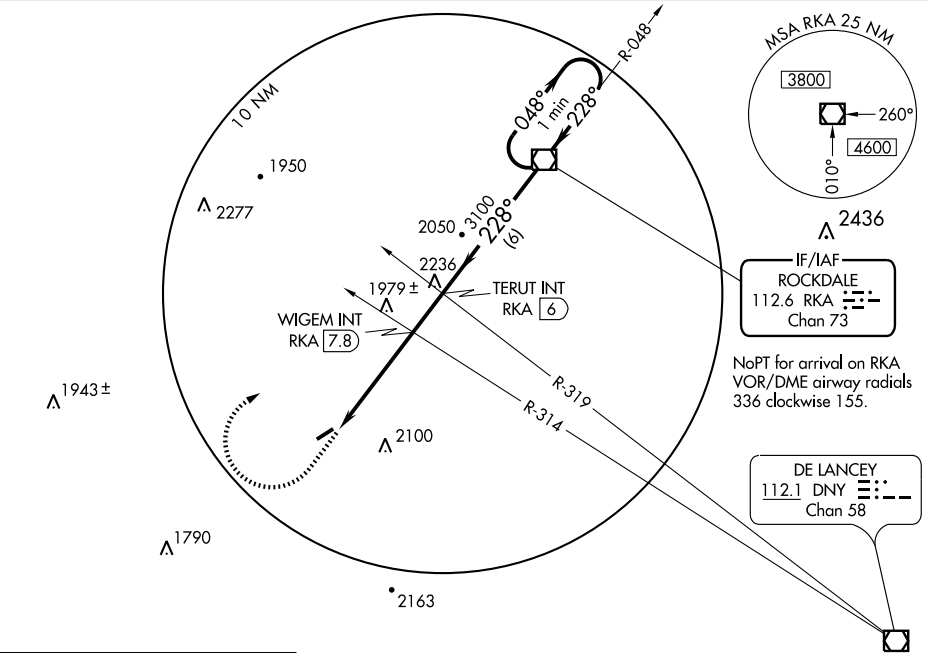 R-048
MSA RKA 25 NM
3800
260°
4600
010°
10 NM
048°
1 min
228°
1950
2277
2050
3100
228°
(6)
2436
IF/IAF
ROCKDALE
112.6 RKA
Chan 73
2236
1979 ±
TERUT INT
RKA 6
WIGEM INT
RKA 7.8
NoPT for arrival on RKA
VOR/DME airway radials
336 clockwise 155.
1943 ±
R-319
R-314
2100
DE LANCEY
112.1 DNY
Chan 58
1790
2163